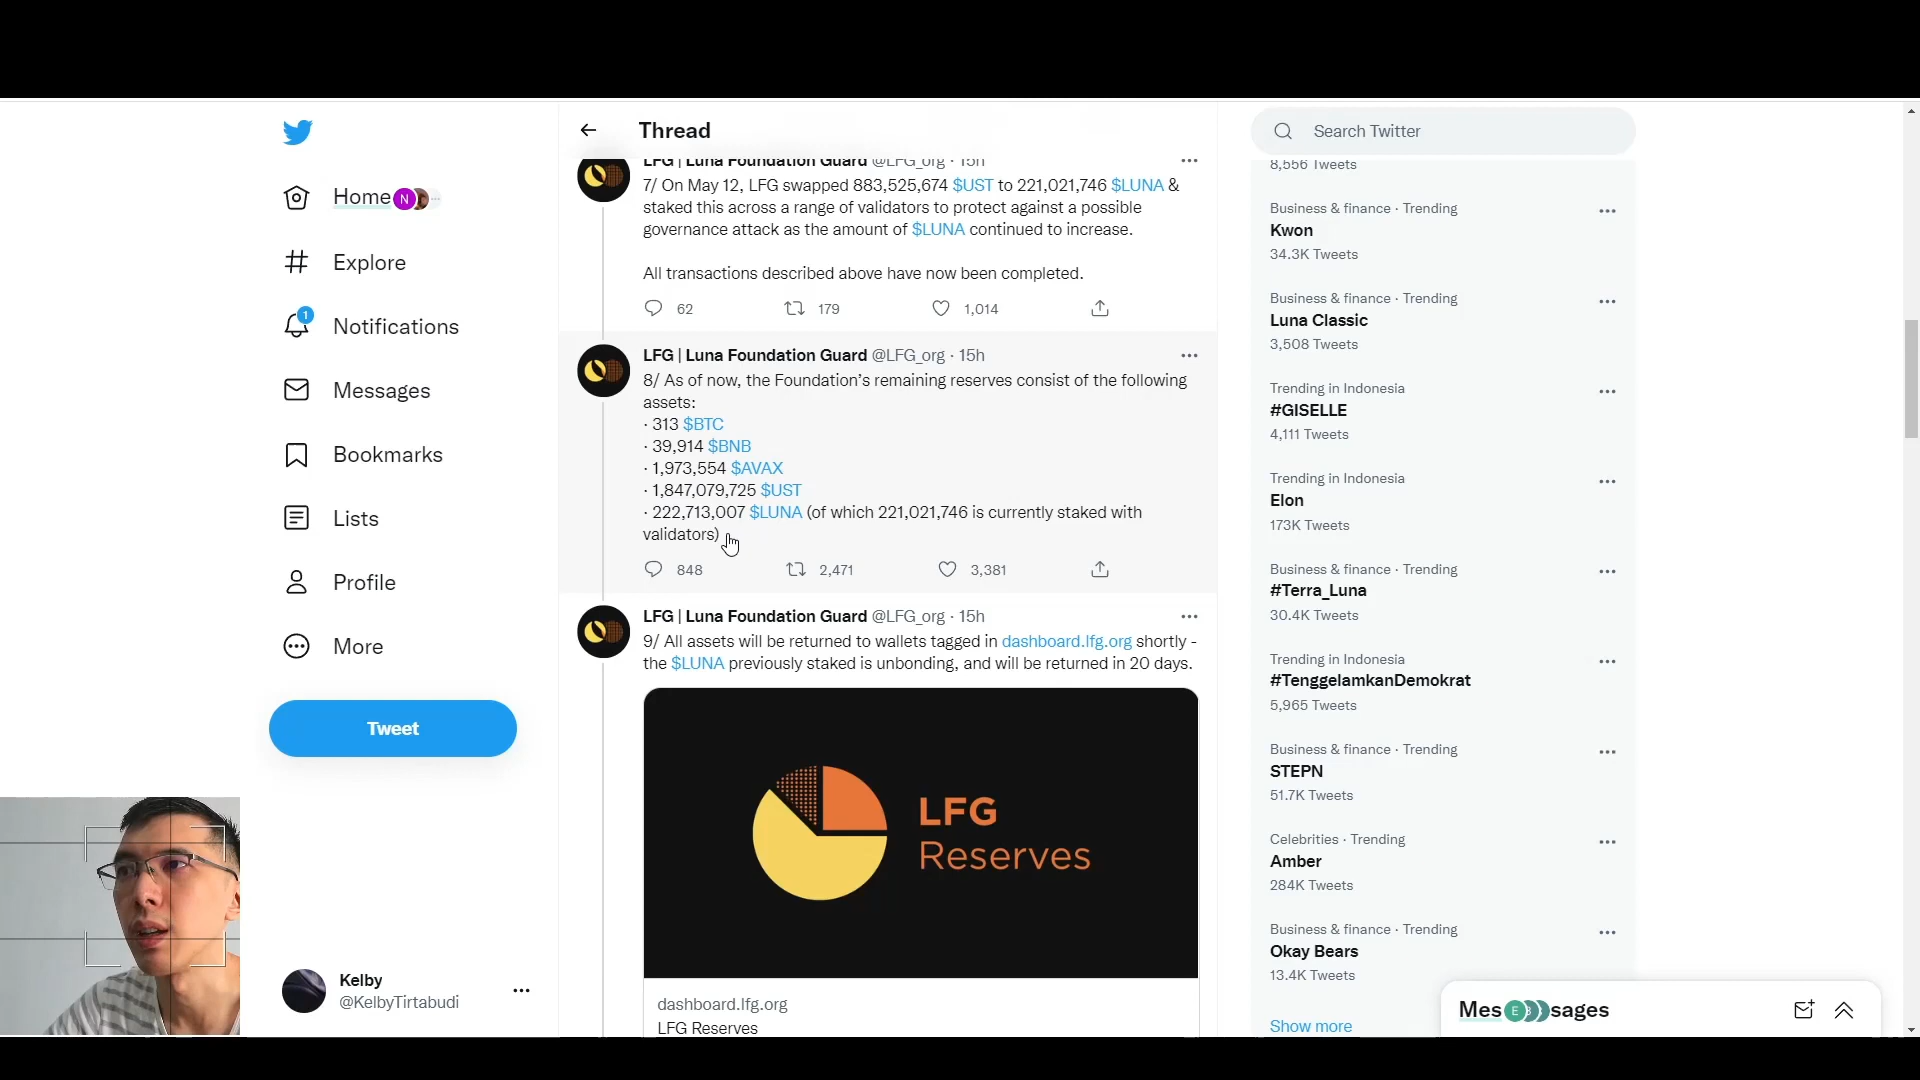 Home
N
Explore
1
Notifications
Messages
Bookmarks
Lists
Profile
More
Tweet
Kelby
@KelbyTirtabudi
Thread
LFG | Luna Foundation Guard @LFG_org · 15h
7/ On May 12, LFG swapped 883,525,674 $UST to 221,021,746 $LUNA &
staked this across a range of validators to protect against a possible
governance attack as the amount of $LUNA continued to increase.
All transactions described above have now been completed.
62 179 1,014
LFG | Luna Foundation Guard @LFG_org · 15h
8/ As of now, the Foundation’s remaining reserves consist of the following
assets:
· 313 $BTC
· 39,914 $BNB
· 1,973,554 $AVAX
· 1,847,079,725 $UST
· 222,713,007 $LUNA (of which 221,021,746 is currently staked with
validators)
848 2,471 3,381
LFG | Luna Foundation Guard @LFG_org · 15h
9/ All assets will be returned to wallets tagged in dashboard.lfg.org shortly -
the $LUNA previously staked is unbonding, and will be returned in 20 days.
LFG
Reserves
dashboard.lfg.org
LFG Reserves
Search Twitter
8,556 Tweets
Business & finance · Trending
Kwon
34.3K Tweets
Business & finance · Trending
Luna Classic
3,508 Tweets
Trending in Indonesia
#GISELLE
4,111 Tweets
Trending in Indonesia
Elon
173K Tweets
Business & finance · Trending
#Terra_Luna
30.4K Tweets
Trending in Indonesia
#TenggelamkanDemokrat
5,965 Tweets
Business & finance · Trending
STEPN
51.7K Tweets
Celebrities · Trending
Amber
284K Tweets
Business & finance · Trending
Okay Bears
13.4K Tweets
Show more
Mes E sages